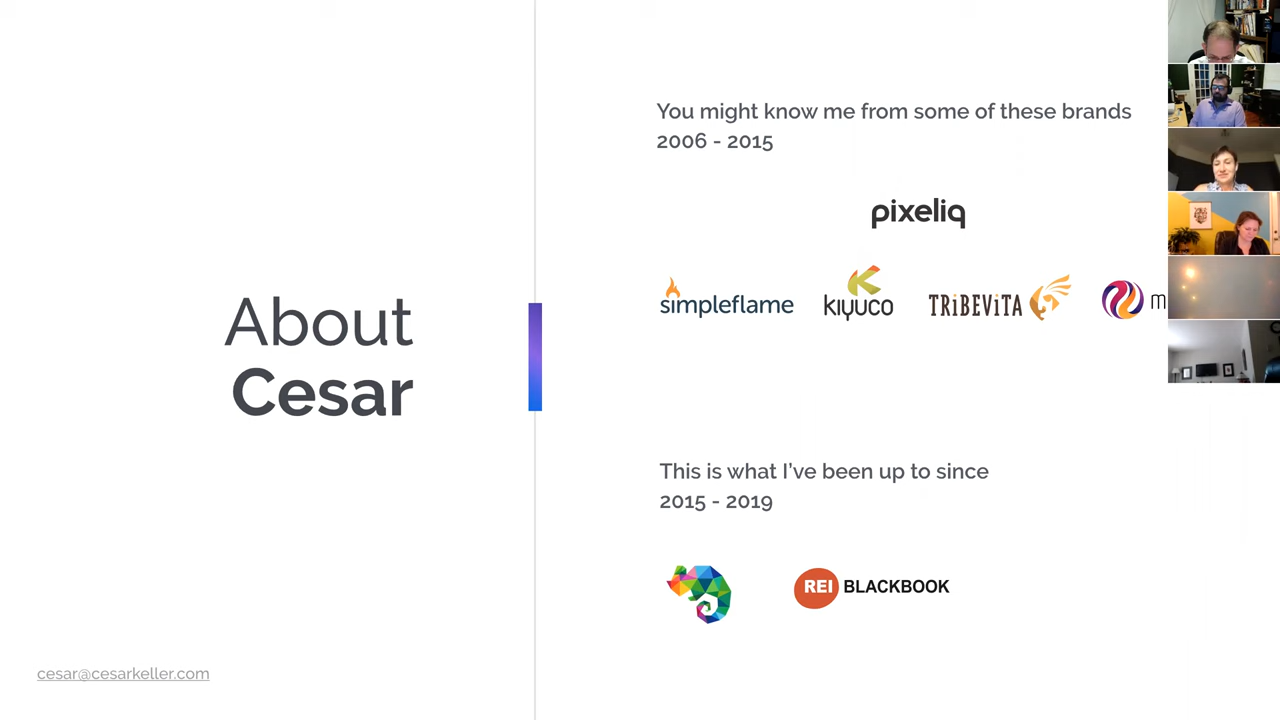 About
Cesar
cesar@cesarkeller.com
You might know me from some of these brands
2006 - 2015
pixeliq
simpleflame
KiYUCO
TRiBEViTA
This is what I've been up to since
2015 - 2019
REI BLACKBOOK